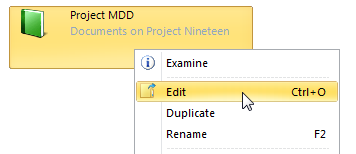 Project MDD
Documents on Project Nineteen
Examine
Edit Ctrl+O
Duplicate
Rename F2